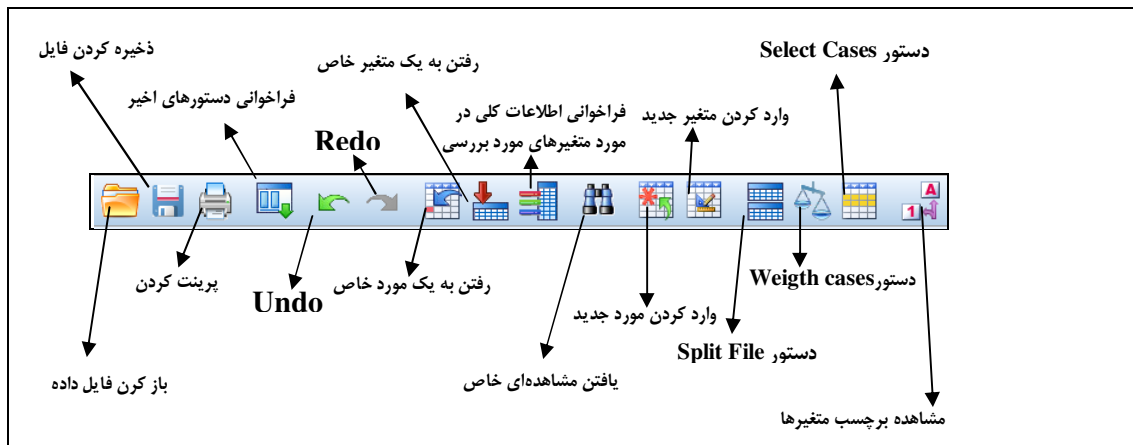 ذخیره کردن فایل
دستور Select Cases
رفتن به یک متغیر خاص
فراخوانی دستورهای اخیر
فراخوانی اطلاعات کلی در
مورد متغیرهای مورد بررسی
وارد کردن متغیر جدید
Redo
A
1
پرینت کردن
Undo
رفتن به یک مورد خاص
وارد کردن مورد جدید
دستورWeigth cases
دستور Split File
باز کرن فایل داده
یافتن مشاهده‌ای خاص
مشاهده برچسب متغیرها